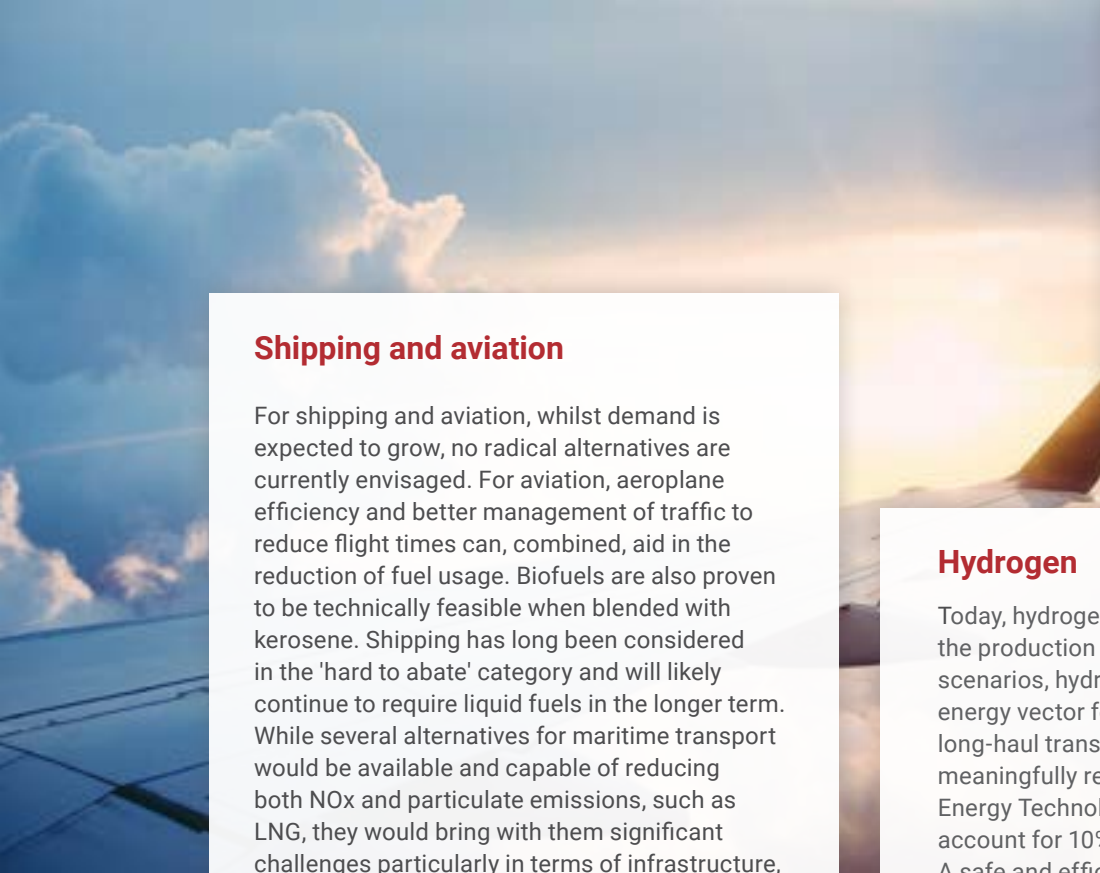 Shipping and aviation
For shipping and aviation, whilst demand is
expected to grow, no radical alternatives are
currently envisaged. For aviation, aeroplane
efficiency and better management of traffic to
reduce flight times can, combined, aid in the
reduction of fuel usage. Biofuels are also proven
to be technically feasible when blended with
kerosene. Shipping has long been considered
in the 'hard to abate' category and will likely
continue to require liquid fuels in the longer term.
While several alternatives for maritime transport
would be available and capable of reducing
both NOx and particulate emissions, such as
LNG, they would bring with them significant
challenges particularly in terms of infrastructure,
Hydrogen
Today,
the production
scenarios,
energy vector
long-haul
meaningfully
Energy
account for
A safe and